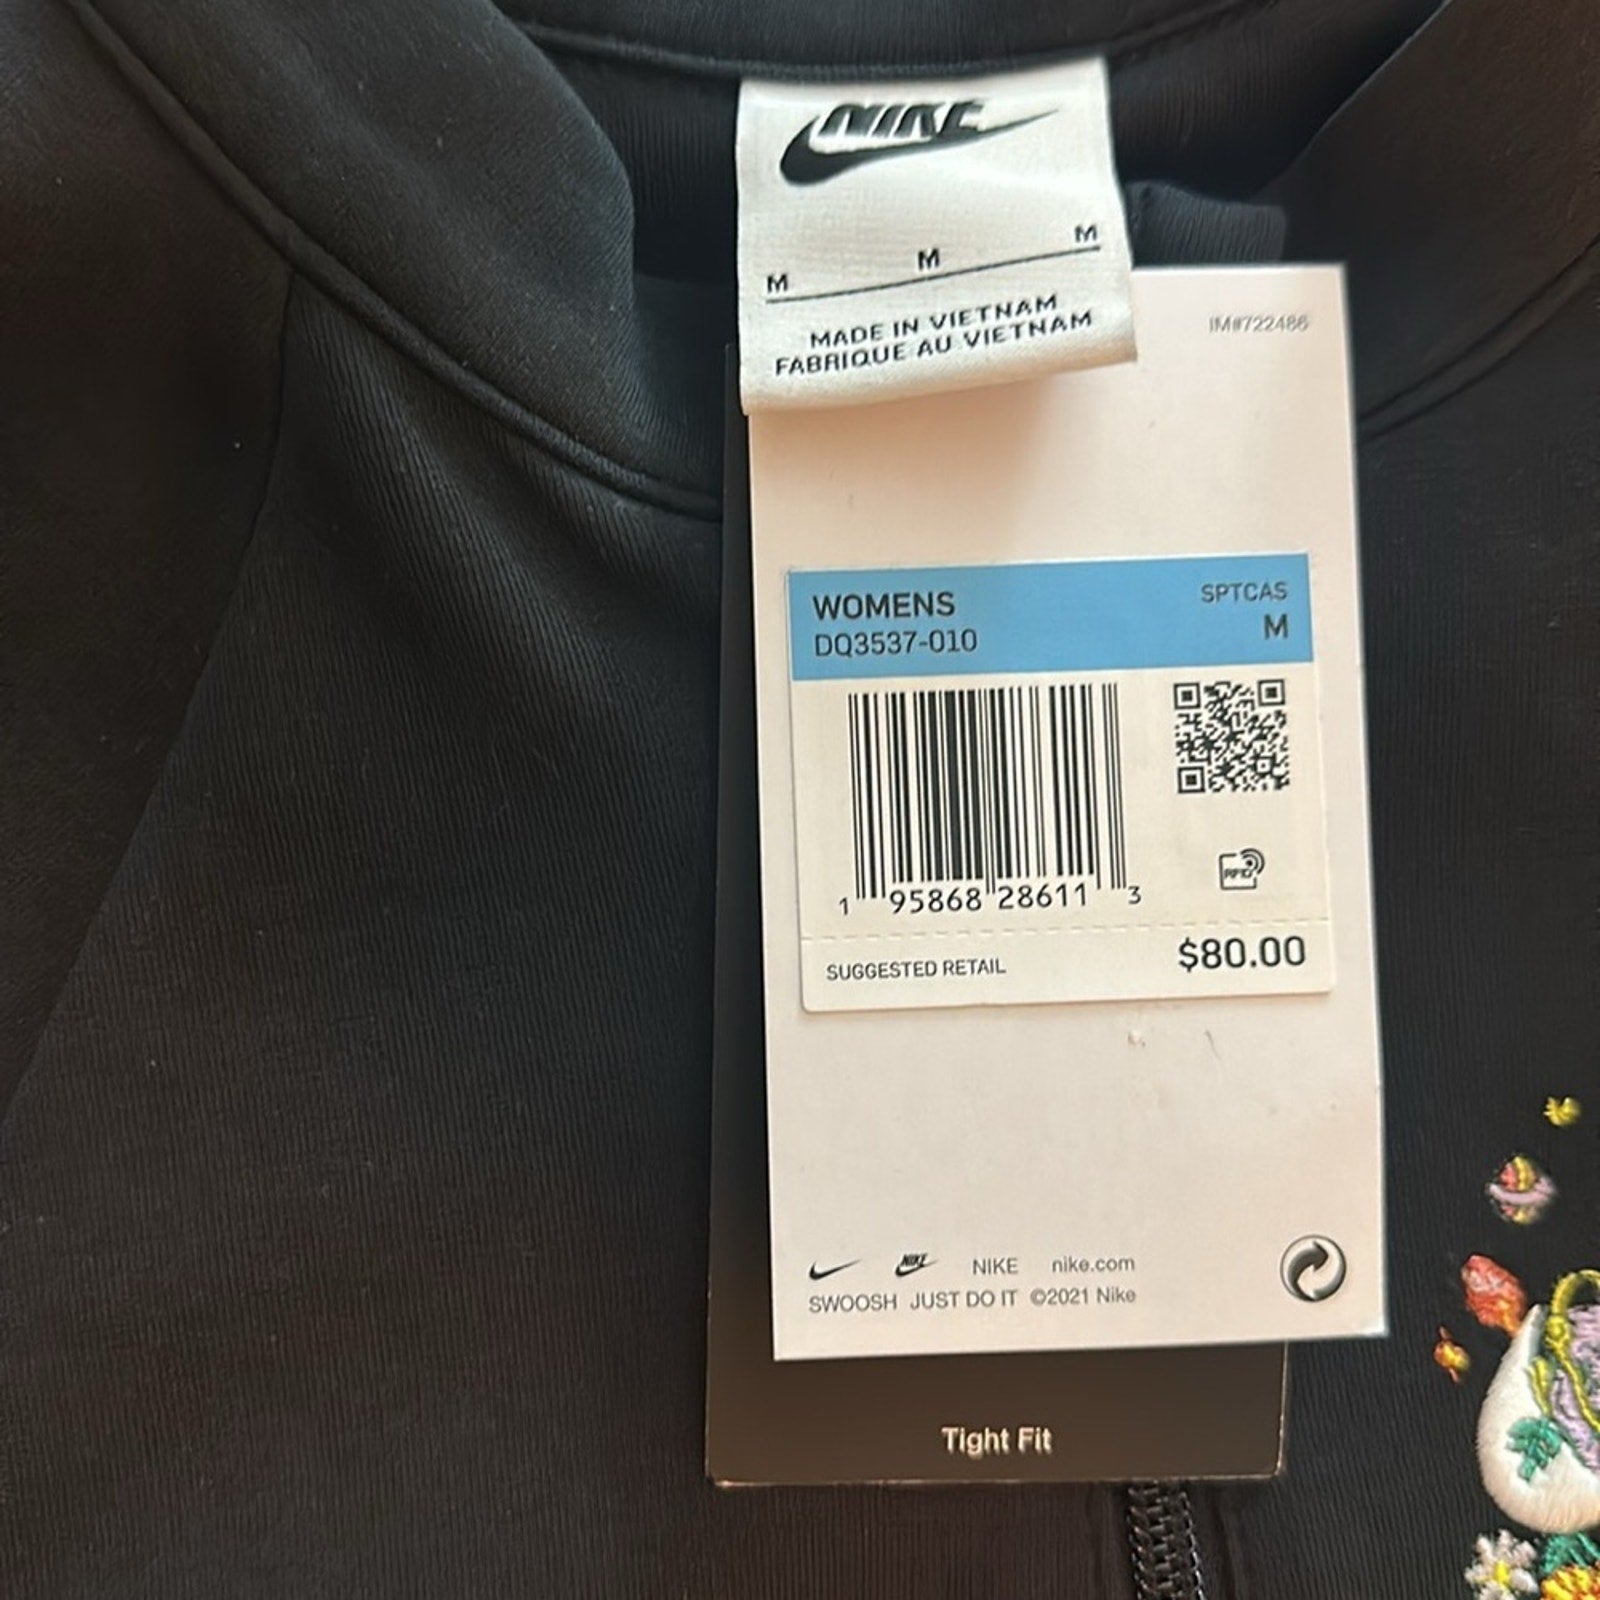 NIKE
M M M
MADE IN VIETNAM
FABRIQUE AU VIETNAM
IM#722486
WOMENS
SPTCAS
DQ3537-010
M
1 95868 28611 3
RFID
SUGGESTED RETAIL
$80.00
NIKE NIKE nike.com
SWOOSH JUST DO IT ©2021 Nike
Tight Fit